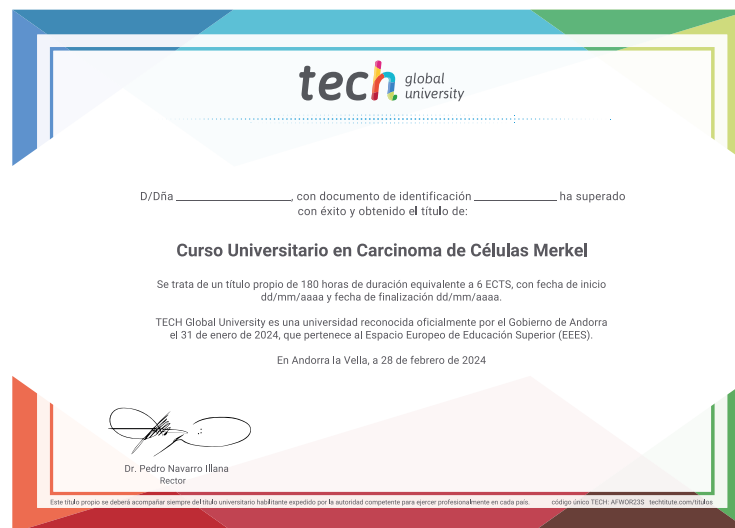 tech global
university
D/Dña ______________, con documento de identificación ______________ ha superado
con éxito y obtenido el título de:
Curso Universitario en Carcinoma de Células Merkel
Se trata de un título propio de 180 horas de duración equivalente a 6 ECTS, con fecha de inicio
dd/mm/aaaa y fecha de finalización dd/mm/aaaa.
TECH Global University es una universidad reconocida oficialmente por el Gobierno de Andorra
el 31 de enero de 2024, que pertenece al Espacio Europeo de Educación Superior (EEES).
En Andorra la Vella, a 28 de febrero de 2024
Dr. Pedro Navarro Illana
Rector
Este título propio se deberá acompañar siempre del título universitario habilitante expedido por la autoridad competente para ejercer profesionalmente en cada país. código único TECH: AFWOR23S techtitute.com/titulos